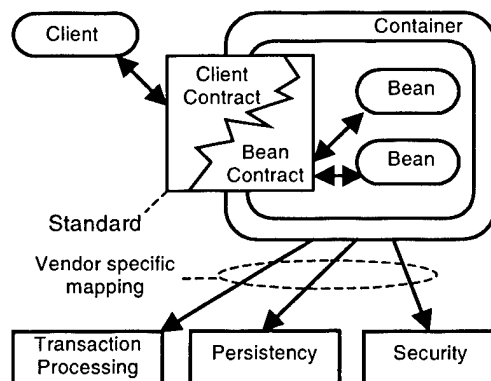 Container
Client
Client
Contract
Bean
Bean
Bean
Contract
Standard
Vendor specific
mapping
Transaction
Processing
Persistency
Security